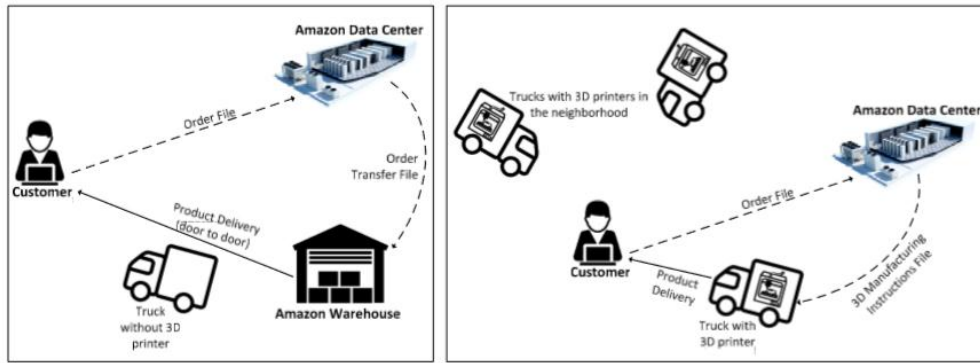 Amazon Data Center
Order File
Order
Transfer File
Customer
Product Delivery
(door to door)
Truck
without 3D
printer
Amazon Warehouse
Trucks with 3D printers in
the neighborhood
Amazon Data Center
Order File
Customer
Product
Delivery
3D Manufacturing
Instructions File
Truck with
3D printer